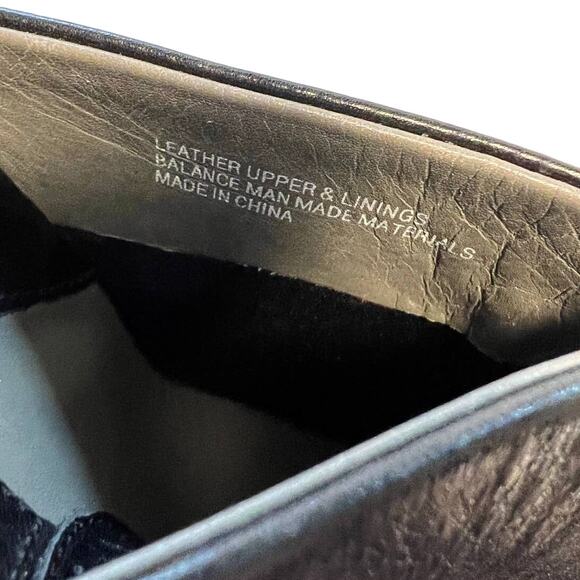 LEATHER UPPER & LININGS
BALANCE MAN MADE MATERIALS
MADE IN CHINA